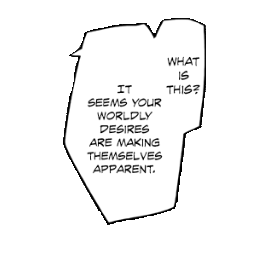 WHAT
IS
THIS?
IT
SEEMS YOUR
WORLDLY
DESIRES
ARE MAKING
THEMSELVES
APPARENT.